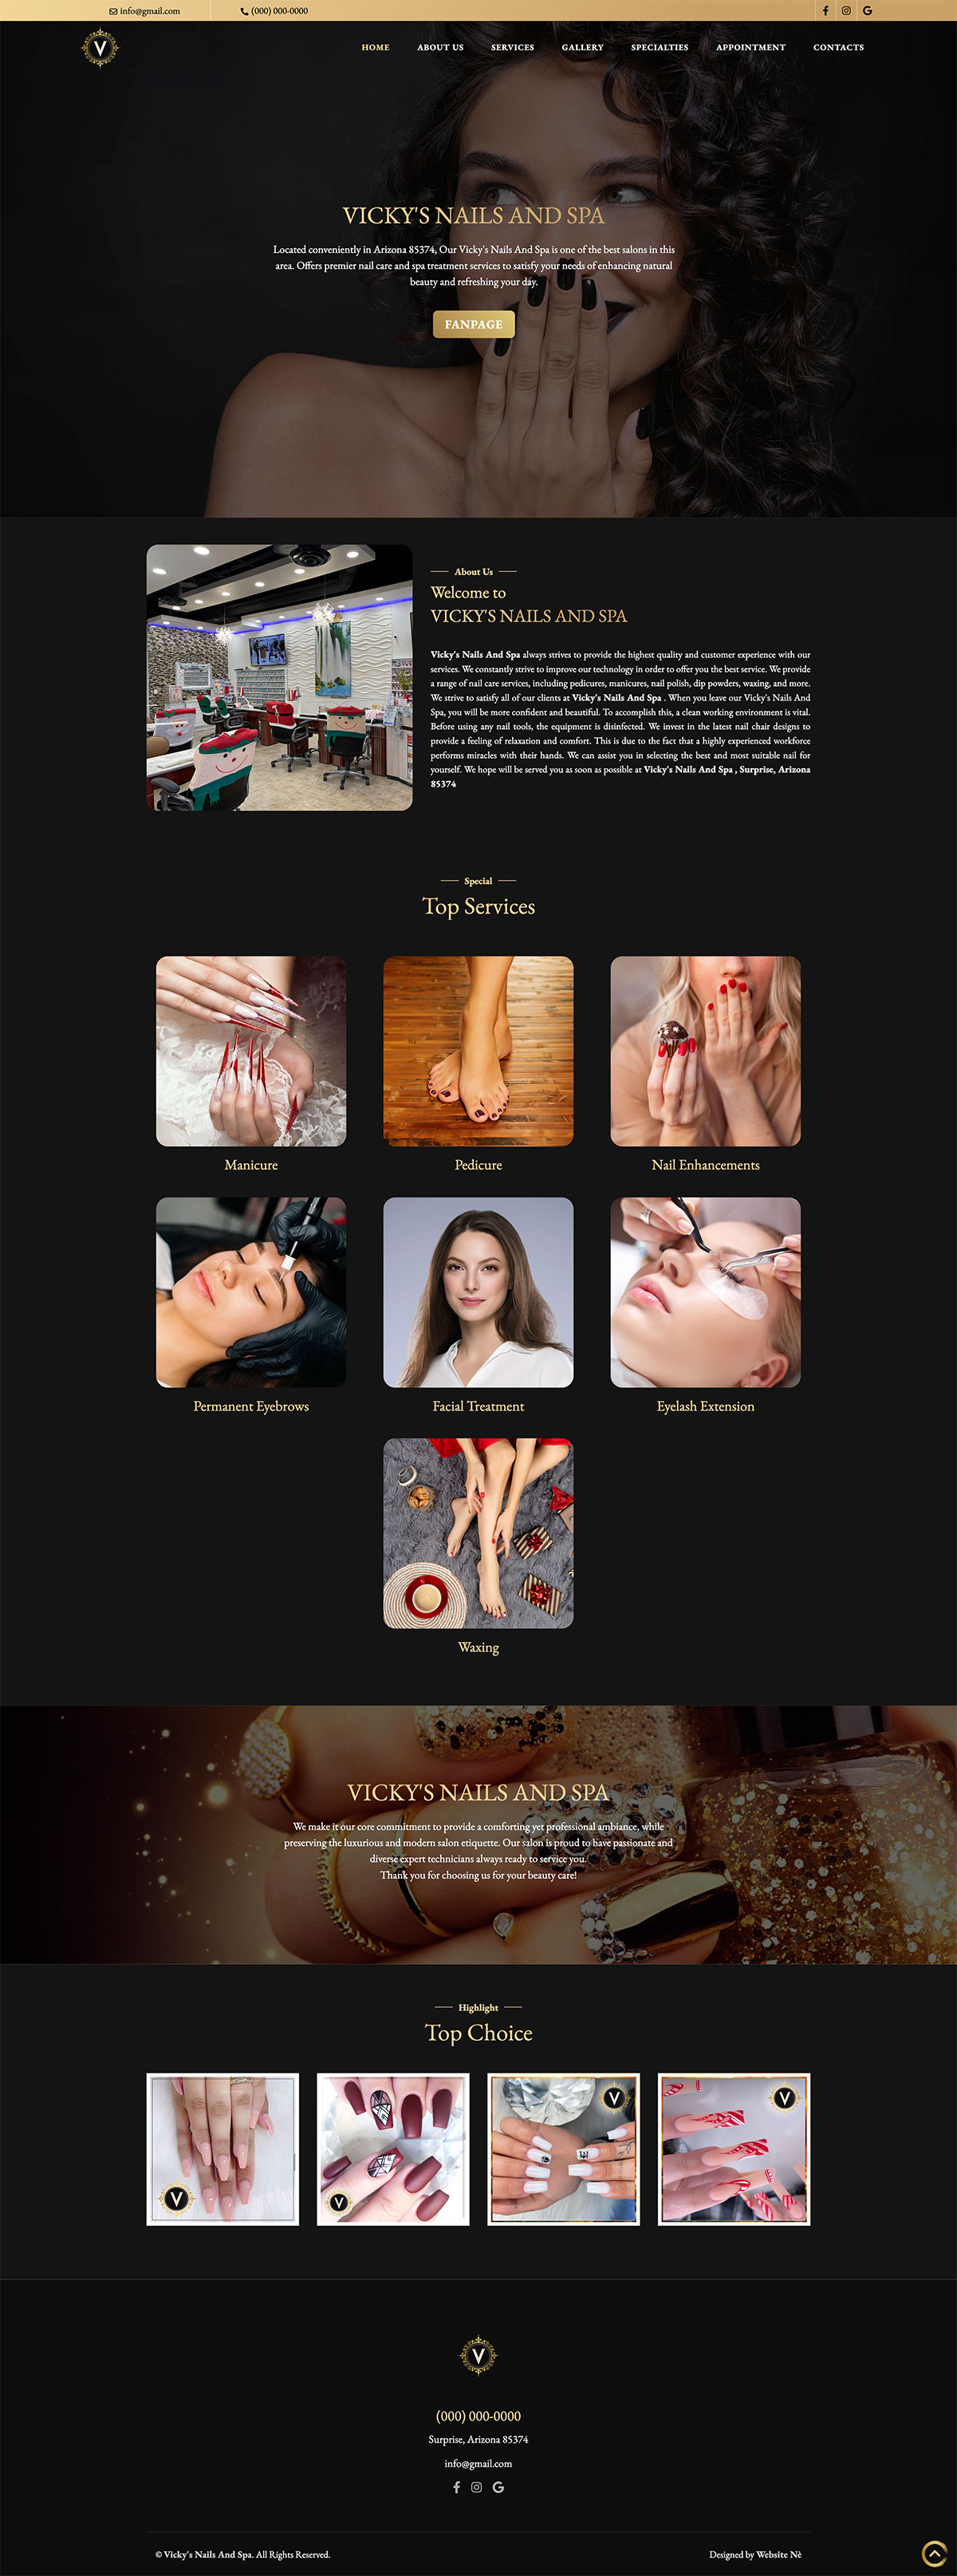 info@gmail.com
(000) 000-0000
V
HOME
ABOUT US
SERVICES
GALLERY
SPECIALTIES
APPOINTMENT
CONTACTS
VICKY'S NAILS AND SPA
Located conveniently in Arizona 85374, Our Vicky's Nails And Spa is one of the best salons in this
area. Offers premier nail care and spa treatment services to satisfy your needs of enhancing natural
beauty and refreshing your day.
FANPAGE
About Us
Welcome to
VICKY'S NAILS AND SPA
Vicky's Nails And Spa always strives to provide the highest quality and customer experience with our
services. We constantly strive to improve our technology in order to offer you the best service. We provide
a range of nail care services, including pedicures, manicures, nail polish, dip powders, waxing, and more.
We strive to satisfy all of our clients at Vicky's Nails And Spa . When you leave our Vicky's Nails And
Spa, you will be more confident and beautiful. To accomplish this, a clean working environment is vital.
Before using any nail tools, the equipment is disinfected. We invest in the latest nail chair designs to
provide a feeling of relaxation and comfort. This is due to the fact that a highly experienced workforce
performs miracles with their hands. We can assist you in selecting the best and most suitable nail for
yourself. We hope will be served you as soon as possible at Vicky's Nails And Spa , Surprise, Arizona
85374
Special
Top Services
Manicure
Pedicure
Nail Enhancements
Permanent Eyebrows
Facial Treatment
Eyelash Extension
Waxing
VICKY'S NAILS AND SPA
We make it our core commitment to provide a comforting yet professional ambiance, while
preserving the luxurious and modern salon etiquette. Our salon is proud to have passionate and
diverse expert technicians always ready to service you.
Thank you for choosing us for your beauty care!
Highlight
Top Choice
V
V
V
V
V
(000) 000-0000
Surprise, Arizona 85374
info@gmail.com
© Vicky's Nails And Spa. All Rights Reserved.
Designed by Website Nè